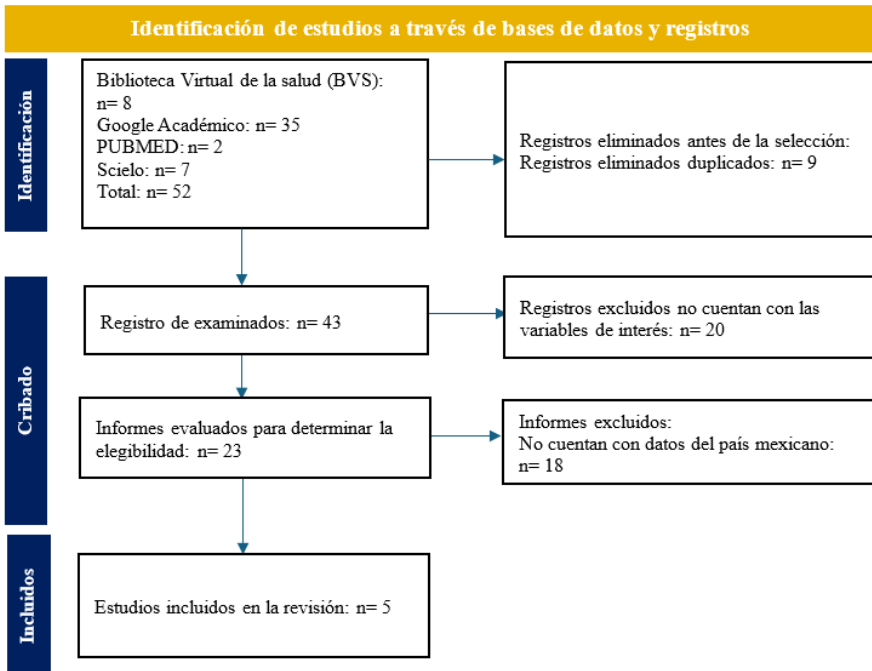 Identificación de estudios a través de bases de datos y registros
Identificación
Biblioteca Virtual de la salud (BVS):
n= 8
Google Académico: n= 35
PUBMED: n= 2
Scielo: n= 7
Total: n= 52
Registros eliminados antes de la selección:
Registros eliminados duplicados: n= 9
Cribado
Registro de examinados: n= 43
Registros excluidos no cuentan con las
variables de interés: n= 20
Informes evaluados para determinar la
elegibilidad: n= 23
Informes excluidos:
No cuentan con datos del país mexicano:
n= 18
Incluidos
Estudios incluidos en la revisión: n= 5